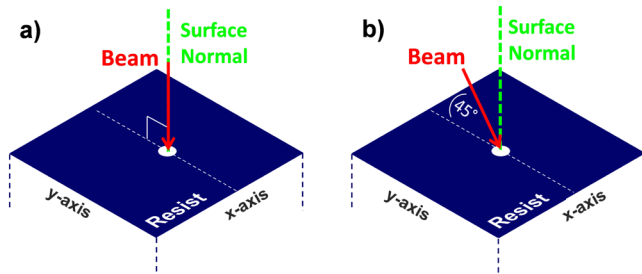 a)
Surface
Normal
Beam
y-axis
Resist
x-axis
b)
Surface
Normal
Beam
45°
y-axis
Resist
x-axis